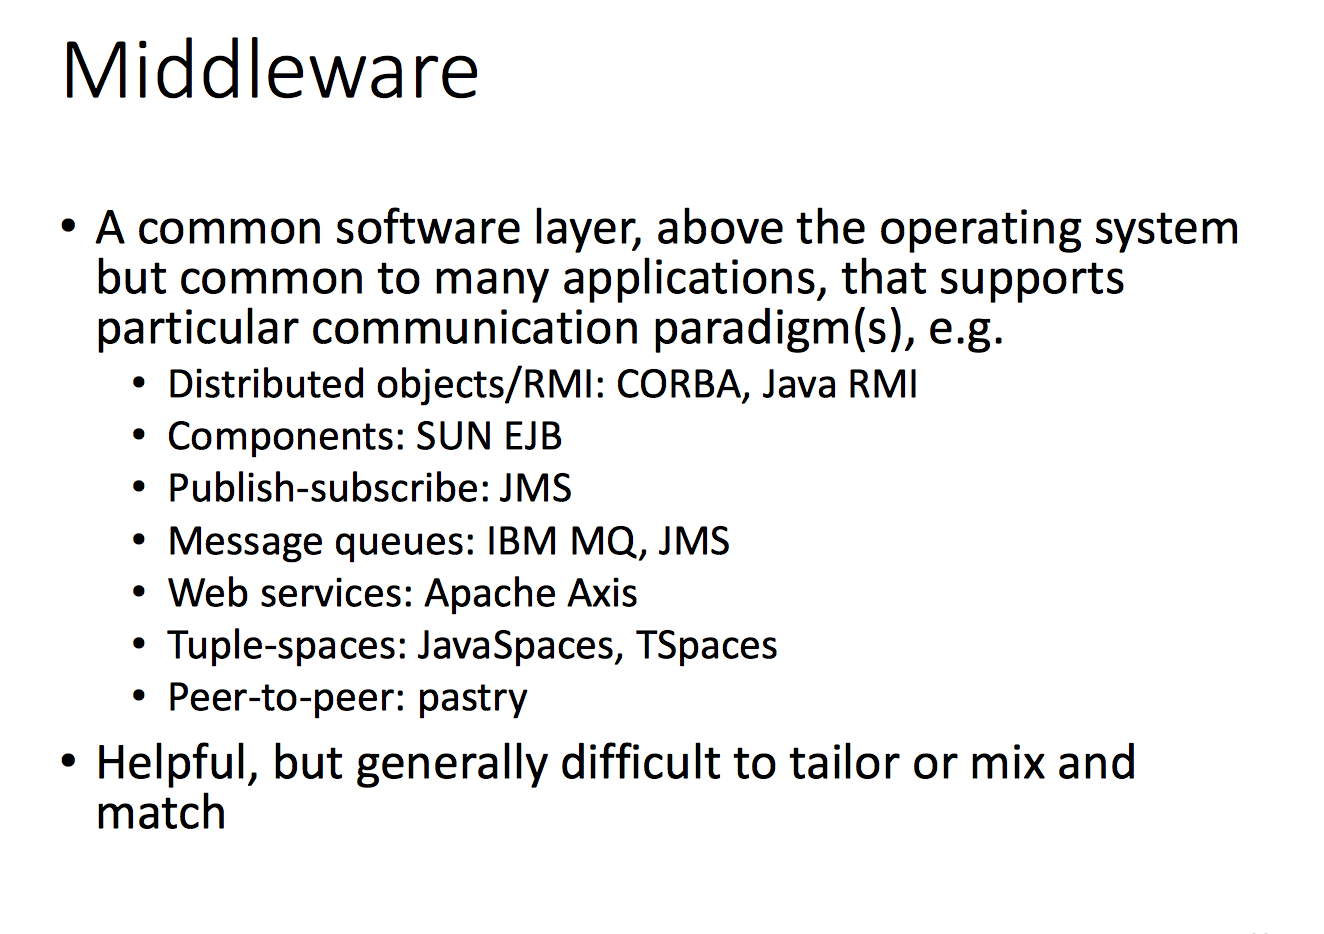 Middleware
• A common software layer, above the operating system
but common to many applications, that supports
particular communication paradigm(s), e.g.
• Distributed objects/RMI: CORBA, Java RMI
• Components: SUN EJB
• Publish-subscribe: JMS
• Message queues: IBM MQ, JMS
• Web services: Apache Axis
• Tuple-spaces: JavaSpaces, TSpaces
• Peer-to-peer: pastry
• Helpful, but generally difficult to tailor or mix and
match